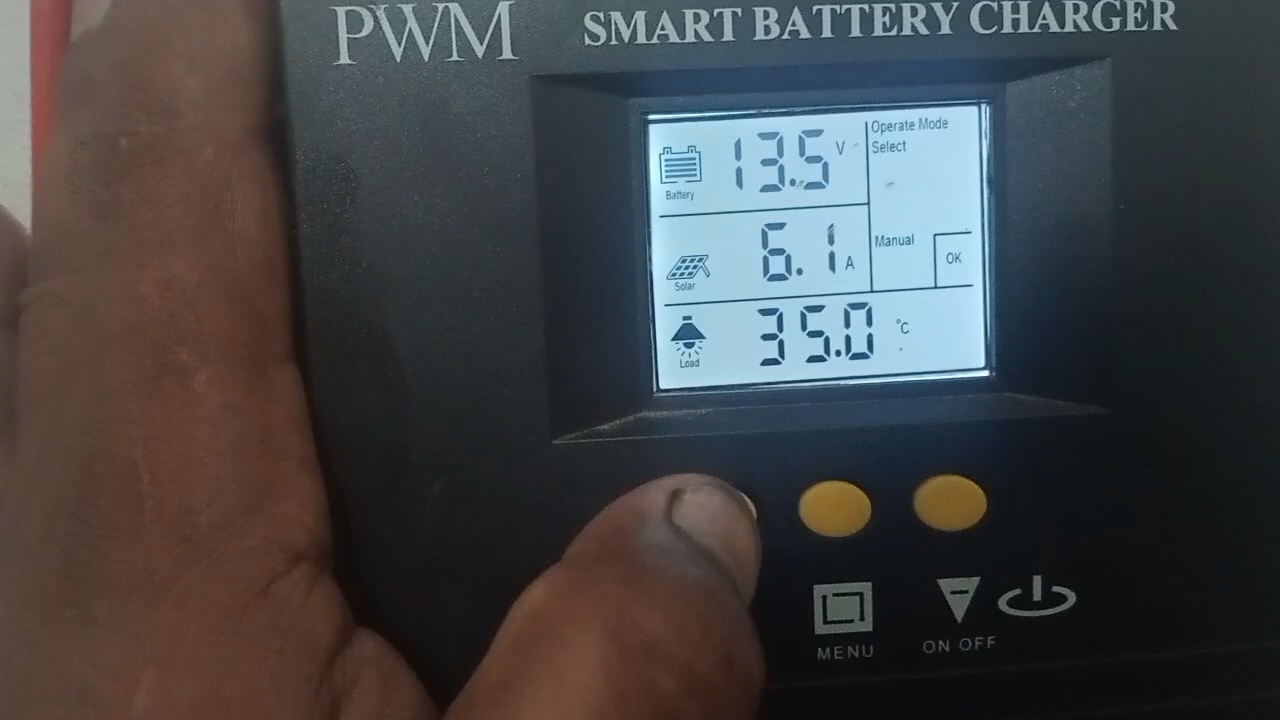 PWM SMART BATTERY CHARGER
13.5 V
Battery
Operate Mode
Select
6.1 A
Solar
Manual
OK
35.0 °C
Load
MENU
ON OFF